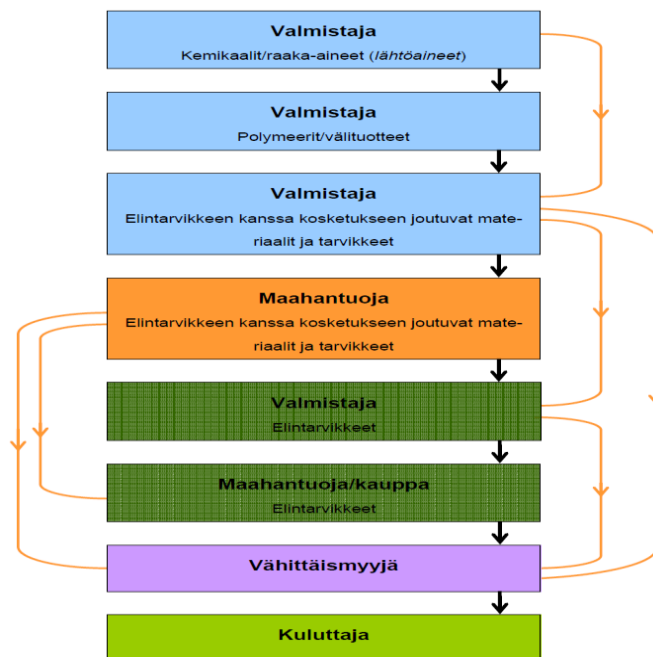 Valmistaja
Kemikaalit/raaka-aineet (lähtöaineet)
Valmistaja
Polymeerit/välituotteet
Valmistaja
Elintarvikkeen kanssa kosketukseen joutuvat mate-
riaalit ja tarvikkeet
Maahantuoja
Elintarvikkeen kanssa kosketukseen joutuvat mate-
riaalit ja tarvikkeet
Valmistaja
Elintarvikkeet
Maahantuoja/kauppa
Elintarvikkeet
Vähittäismyyjä
Kuluttaja